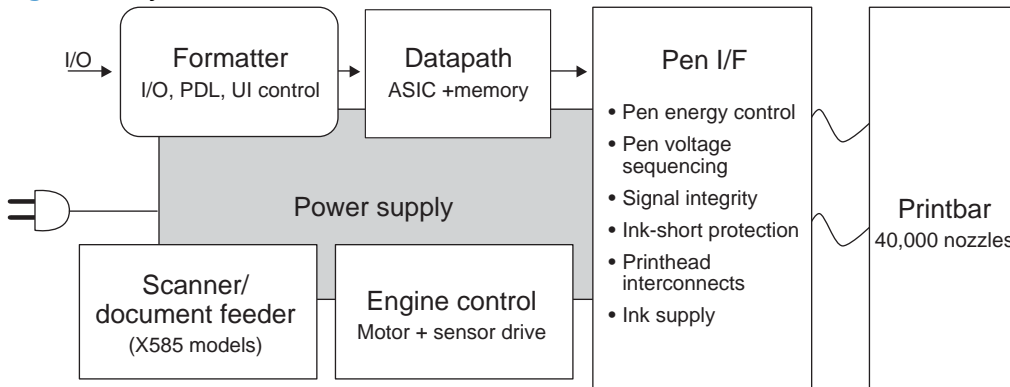 I/O
Formatter
I/O, PDL, UI control
Datapath
ASIC +memory
Pen I/F
• Pen energy control
• Pen voltage
sequencing
• Signal integrity
• Ink-short protection
• Printhead
interconnects
• Ink supply
Printbar
40,000 nozzles
Power supply
Scanner/
document feeder
(X585 models)
Engine control
Motor + sensor drive